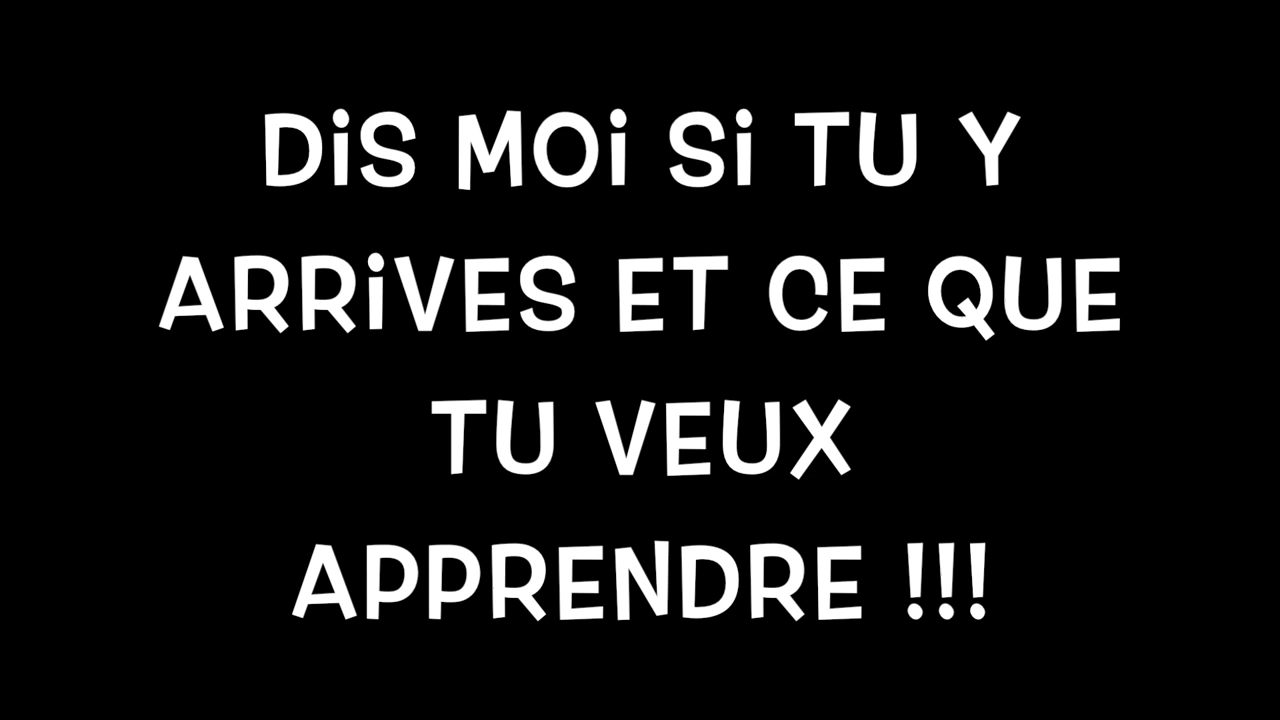 DiS MOi Si TU Y
ARRiVES ET CE QUE
TU VEUX
APPRENDRE !!!